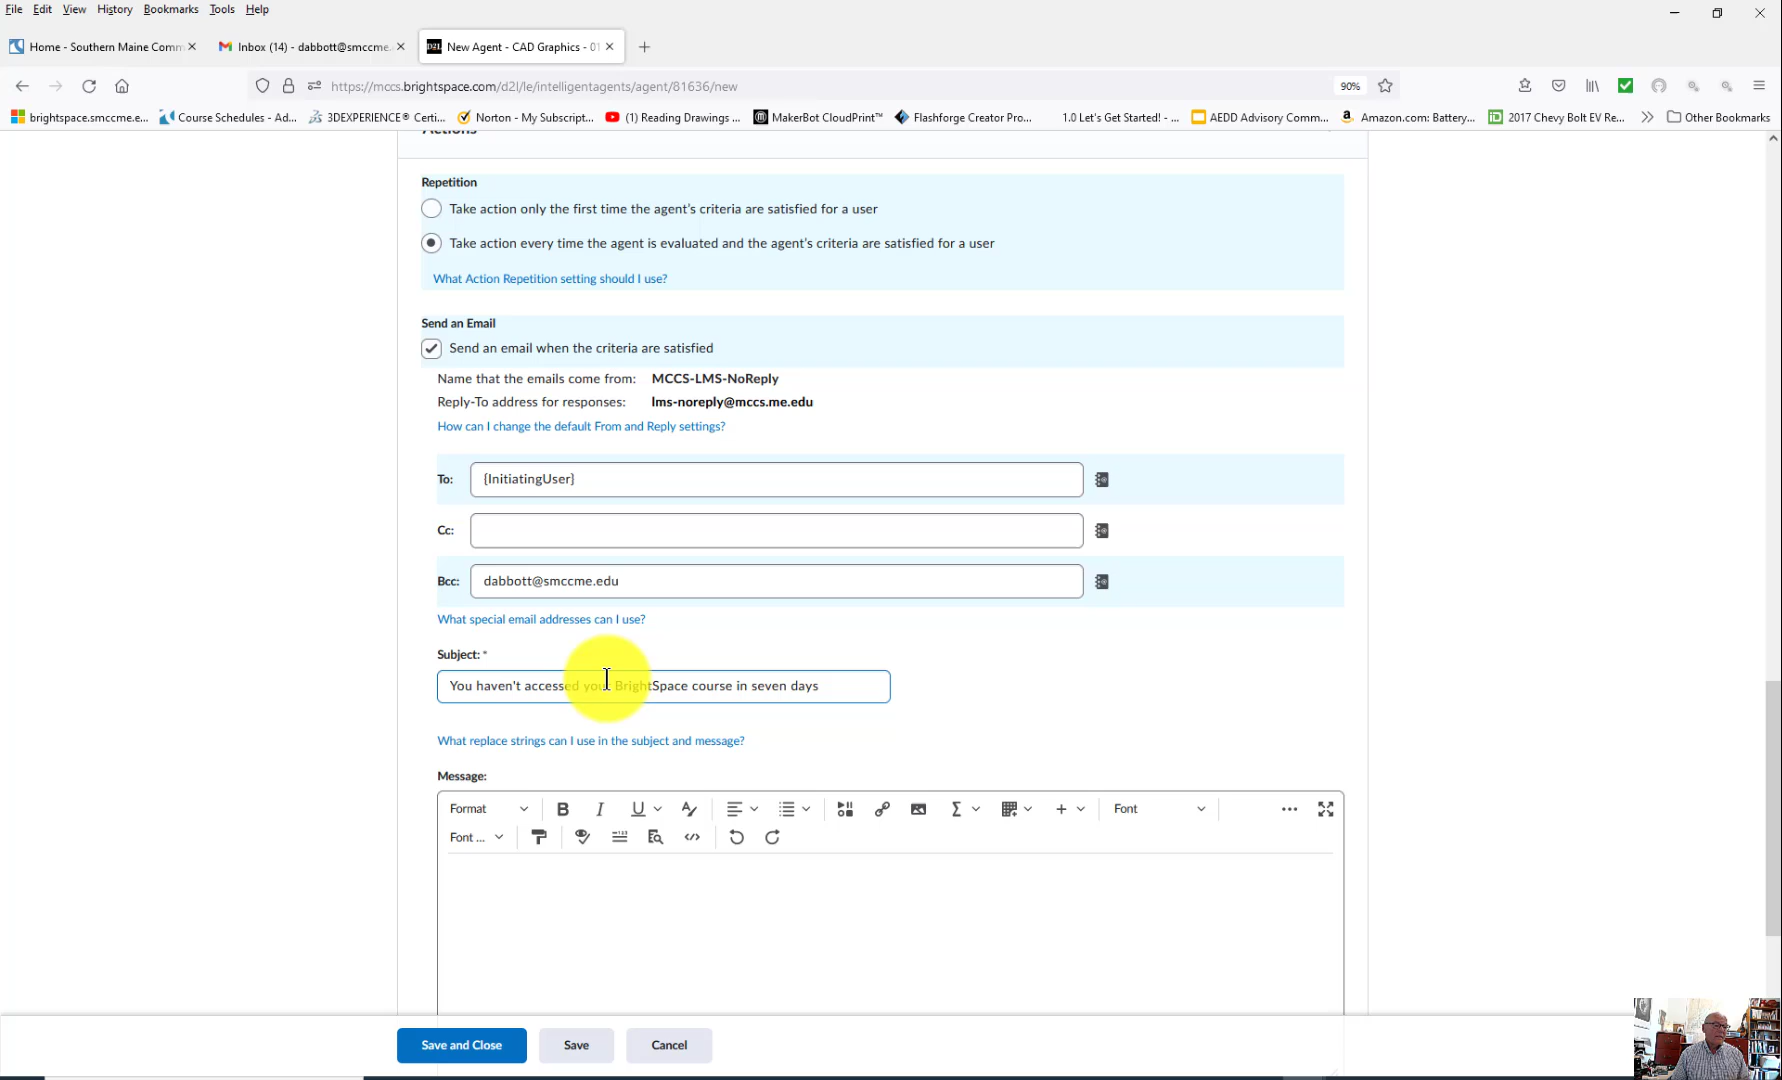 File Edit View History Bookmarks Tools Help
Home - Southern Maine Comm
Inbox (14) - dabbott@smccme.
D2L New Agent - CAD Graphics - 01
https://mccs.brightspace.com/d2l/le/intelligentagents/agent/81636/new
90%
brightspace.smccme.e... Course Schedules - Ad... 3DEXPERIENCE® Certi... Norton - My Subscript... (1) Reading Drawings ... MakerBot CloudPrint™ Flashforge Creator Pro... 1.0 Let's Get Started! - ... AEDD Advisory Comm... Amazon.com: Battery... 2017 Chevy Bolt EV Re... Other Bookmarks
Actions
Repetition
Take action only the first time the agent's criteria are satisfied for a user
Take action every time the agent is evaluated and the agent's criteria are satisfied for a user
What Action Repetition setting should I use?
Send an Email
Send an email when the criteria are satisfied
Name that the emails come from: MCCS-LMS-NoReply
Reply-To address for responses: lms-noreply@mccs.me.edu
How can I change the default From and Reply settings?
To: {InitiatingUser}
Cc:
Bcc: dabbott@smccme.edu
What special email addresses can I use?
Subject: *
You haven't accessed your BrightSpace course in seven days
What replace strings can I use in the subject and message?
Message:
Format Font
Font ...
Save and Close Save Cancel